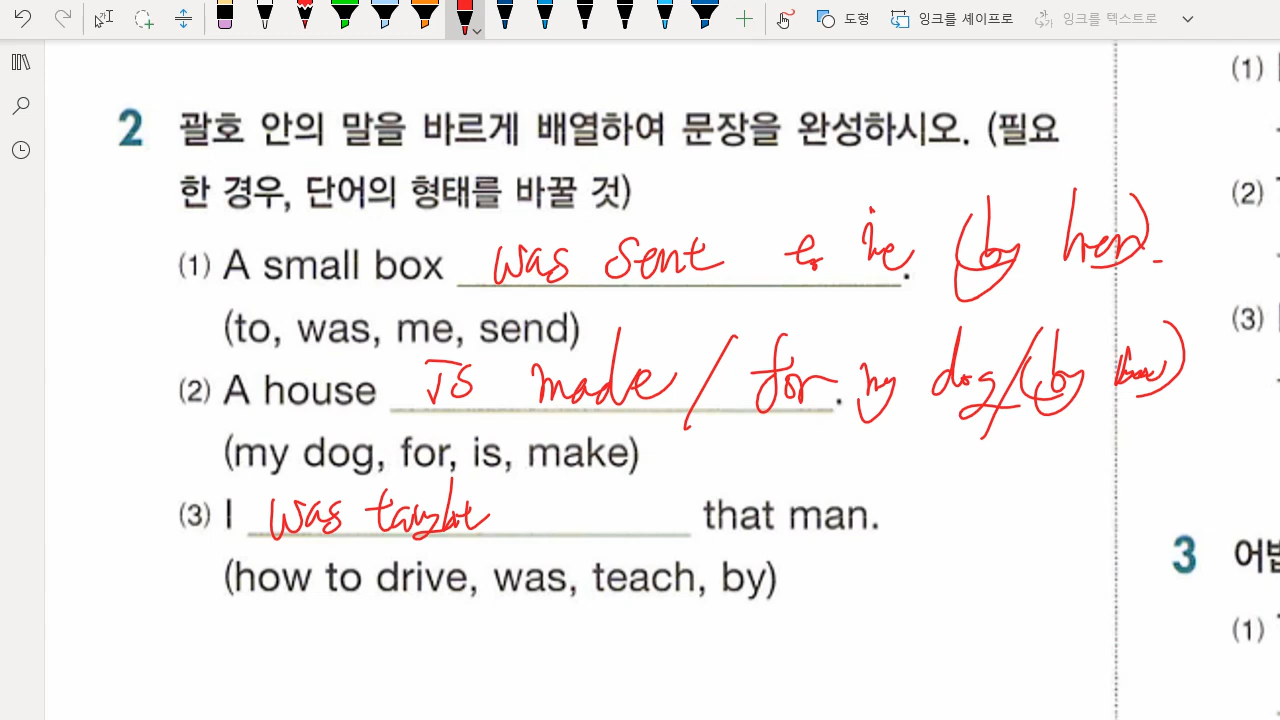 도형 잉크를 셰이프로 잉크를 텍스트로
2 괄호 안의 말을 바르게 배열하여 문장을 완성하시오. (필요
한 경우, 단어의 형태를 바꿀 것)
(1) A small box was sent to me (by her).
(to, was, me, send)
(2) A house is made / for my dog / (by
(my dog, for, is, make)
(3) I was taught that man.
(how to drive, was, teach, by)
(1)
(2)
(3)
3
(1)